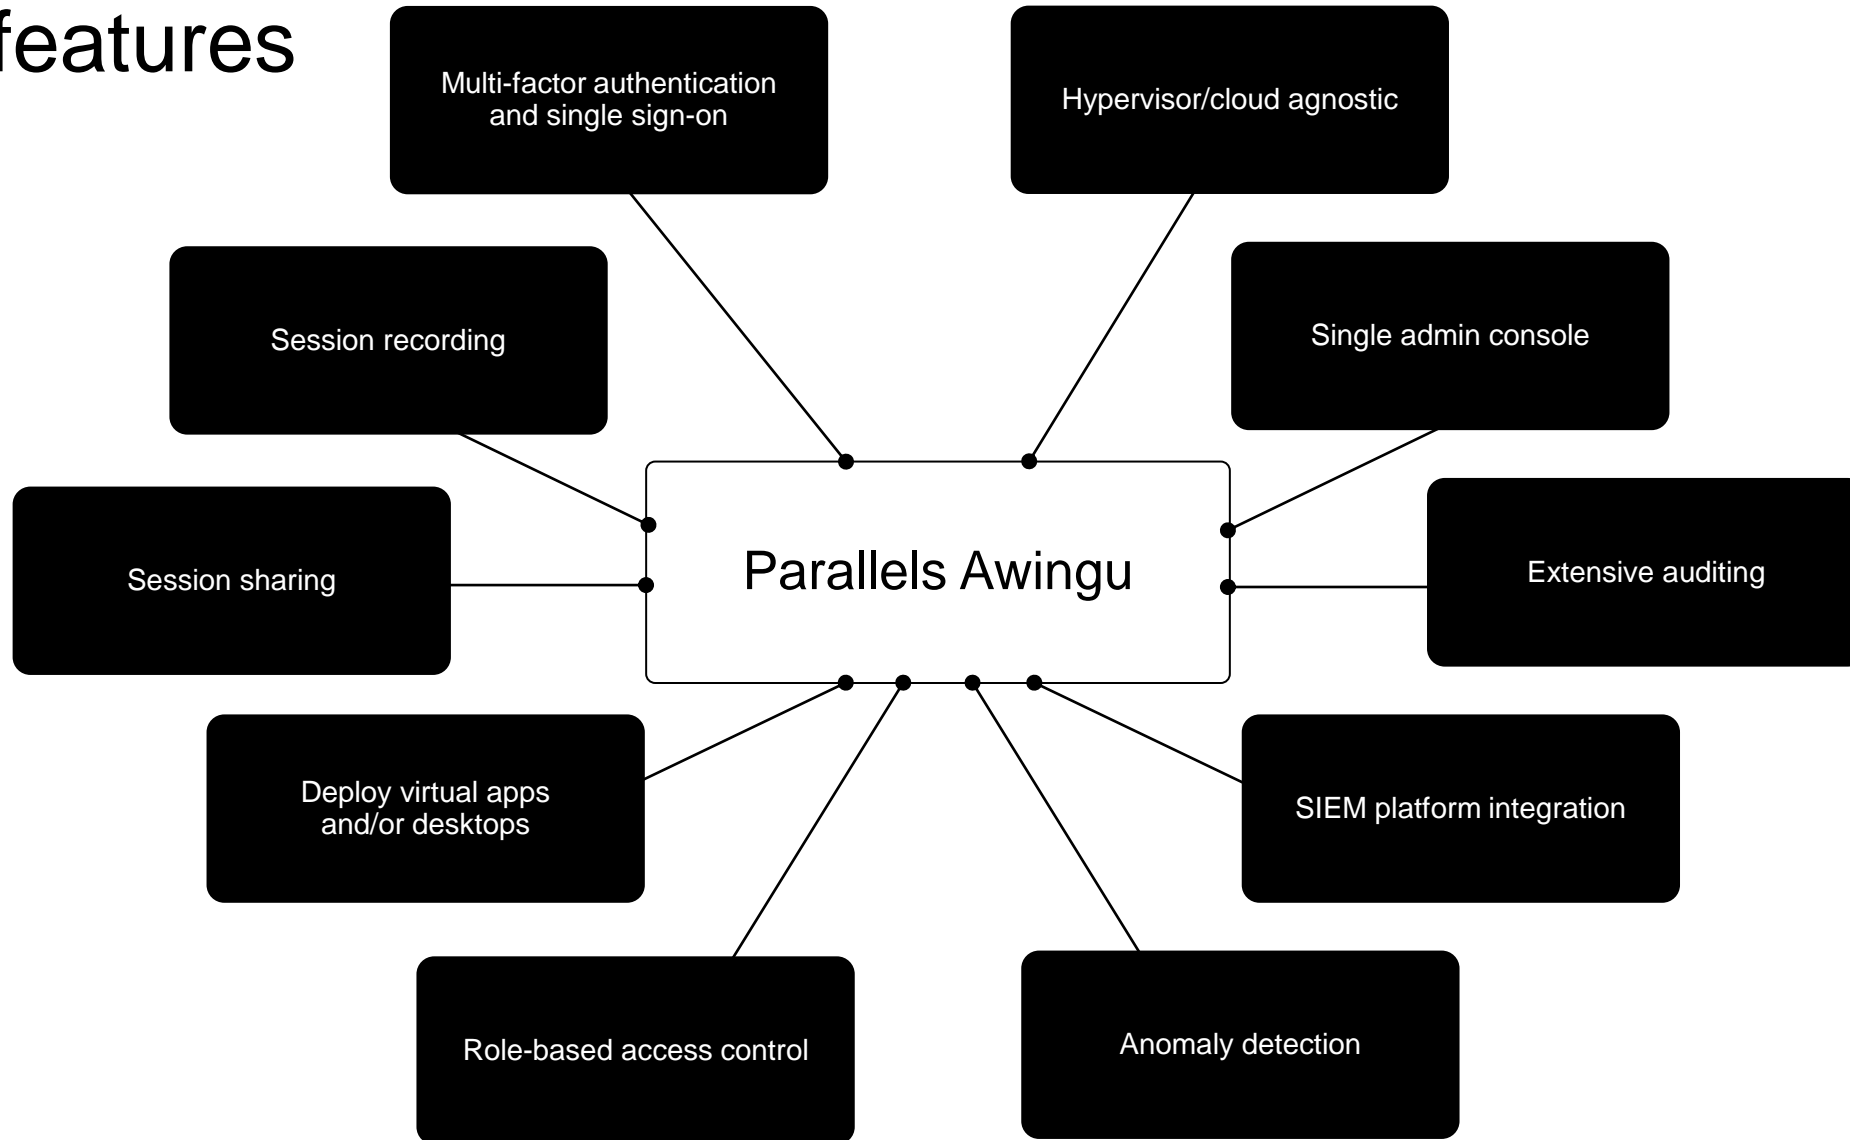 features
Multi-factor authentication
and single sign-on
Hypervisor/cloud agnostic
Session recording
Single admin console
Session sharing
Parallels Awingu
Extensive auditing
Deploy virtual apps
and/or desktops
SIEM platform integration
Role-based access control
Anomaly detection